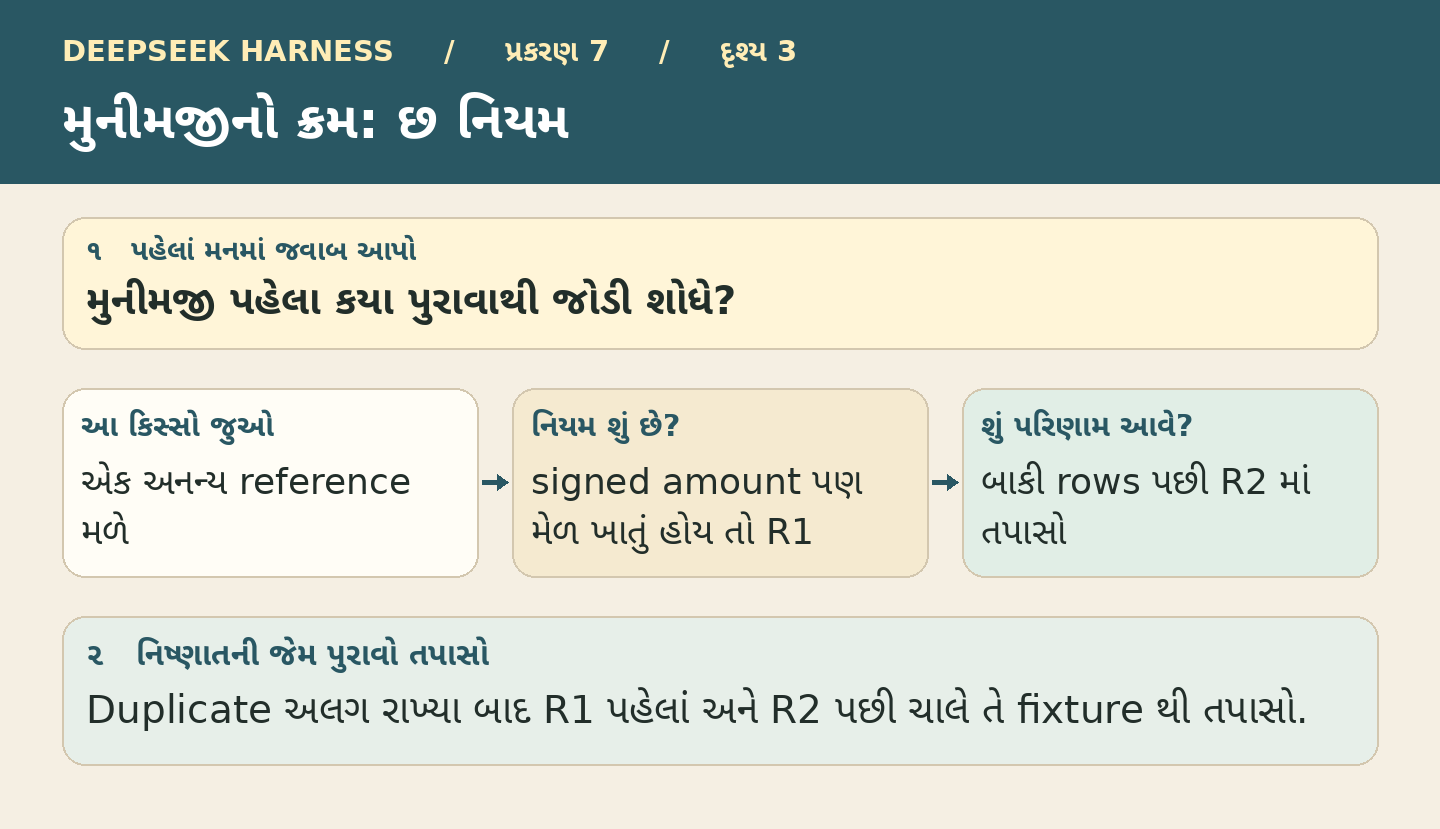 DEEPSEEK HARNESS / પ્રકરણ 7 / દૃશ્ય 3
મુનીમજીનો ક્રમ: છ નિયમ
૧ પહેલાં મનમાં જવાબ આપો
મુનીમજી પહેલા કયા પુરાવાથી જોડી શોધે?
આ કિસ્સો જુઓ
એક અનન્ય reference
મળે
નિયમ શું છે?
signed amount પણ
મેળ ખાતું હોય તો R1
શું પરિણામ આવે?
બાકી rows પછી R2 માં
તપાસો
૨ નિષ્ણાતની જેમ પુરાવો તપાસો
Duplicate અલગ રાખ્યા બાદ R1 પહેલાં અને R2 પછી ચાલે તે fixture થી તપાસો.